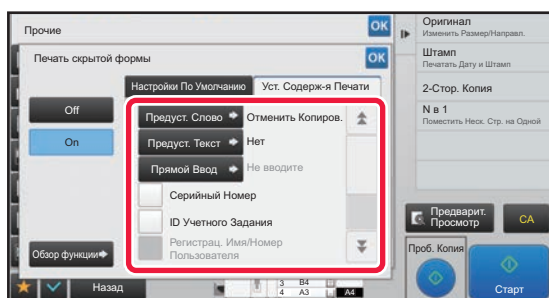 Прочие
OK
Печать скрытой формы
OK
Настройки По Умолчанию
Уст. Содерж-я Печати
Off
On
Предуст. Слово
Отменить Копиров.
Предуст. Текст
Нет
Прямой Ввод
Не вводите
Серийный Номер
ID Учетного Задания
Регистрац. Имя/Номер
Пользователя
Обзор функции
Назад
3 B4
4 A3
A4
Оригинал
Изменить Размер/Направл.
Штамп
Печатать Дату и Штамп
2-Стор. Копия
N в 1
Поместить Неск. Стр. на Одной
Предварит.
Просмотр
CA
Проб. Копия
Старт